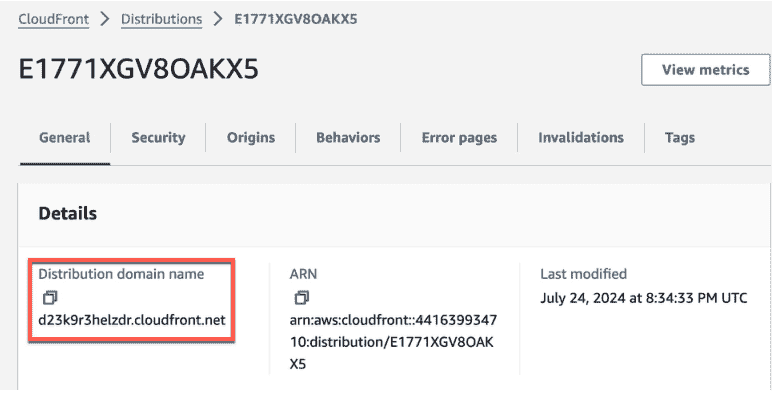 CloudFront > Distributions > E1771XGV8OAKX5
E1771XGV8OAKX5
View metrics
General Security Origins Behaviors Error pages Invalidations Tags
Details
Distribution domain name
d23k9r3helzdr.cloudfront.net
ARN
arn:aws:cloudfront::4416399347
10:distribution/E1771XGV8OAK
X5
Last modified
July 24, 2024 at 8:34:33 PM UTC